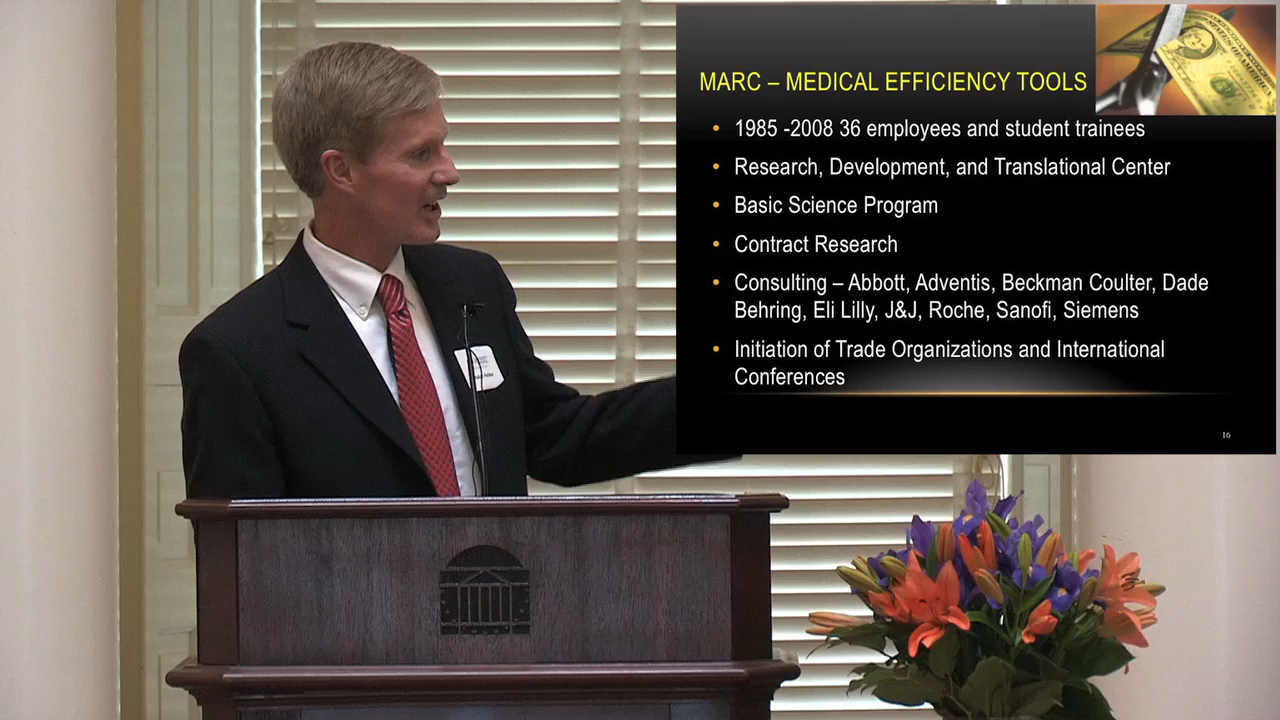 MARC – MEDICAL EFFICIENCY TOOLS
• 1985 -2008 36 employees and student trainees
• Research, Development, and Translational Center
• Basic Science Program
• Contract Research
• Consulting – Abbott, Adventis, Beckman Coulter, Dade
Behring, Eli Lilly, J&J, Roche, Sanofi, Siemens
• Initiation of Trade Organizations and International
Conferences
16